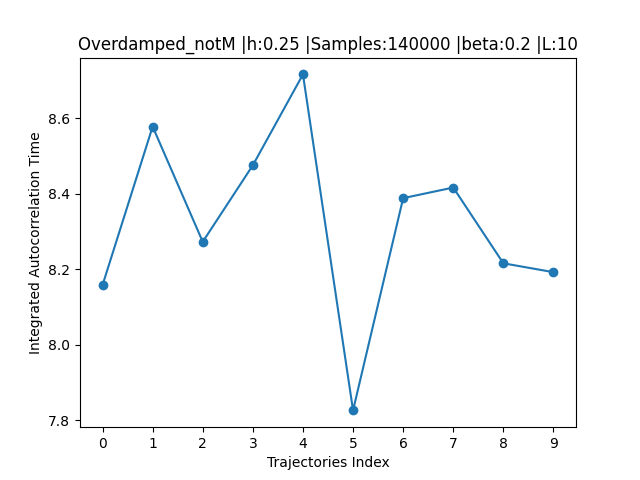 Overdamped_notM |h:0.25 |Samples:140000 |beta:0.2 |L:10
Integrated Autocorrelation Time
8.6
8.4
8.2
8.0
7.8
0 1 2 3 4 5 6 7 8 9
Trajectories Index